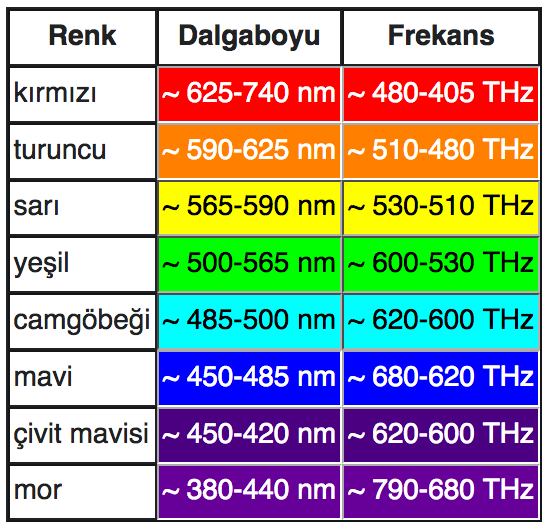 Renk Dalgaboyu Frekans
kırmızı ~ 625-740 nm ~ 480-405 THz
turuncu ~ 590-625 nm ~ 510-480 THz
sarı ~ 565-590 nm ~ 530-510 THz
yeşil ~ 500-565 nm ~ 600-530 THz
camgöbeği ~ 485-500 nm ~ 620-600 THz
mavi ~ 450-485 nm ~ 680-620 THz
çivit mavisi ~ 450-420 nm ~ 620-600 THz
mor ~ 380-440 nm ~ 790-680 THz